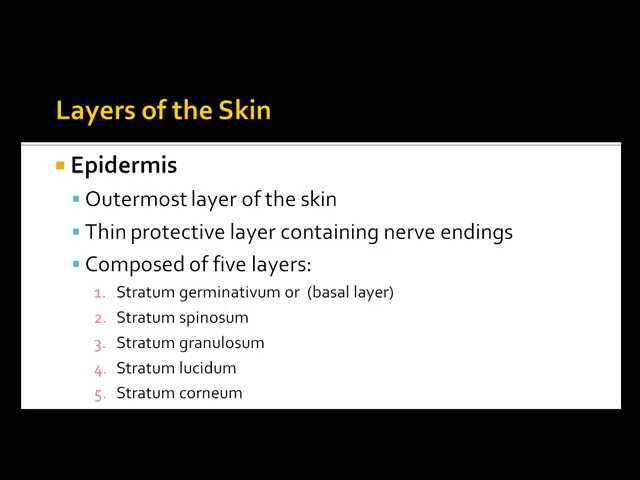 Layers of the Skin
Epidermis
Outermost layer of the skin
Thin protective layer containing nerve endings
Composed of five layers:
1. Stratum germinativum or (basal layer)
2. Stratum spinosum
3. Stratum granulosum
4. Stratum lucidum
5. Stratum corneum